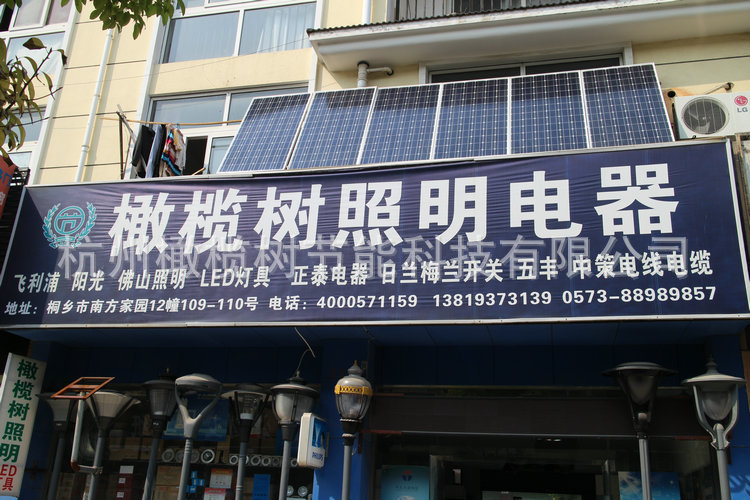 橄榄树照明电器
杭州橄榄树节能科技有限公司
飞利浦 阳光 佛山照明 LED灯具 正泰电器 日兰梅兰开关 五丰 中策电线电缆
地址：桐乡市南方家园12幢109-110号 电话：4000571159 13819373139 0573-88989857
橄榄树照明
LED
灯具
PHILIPS
LG